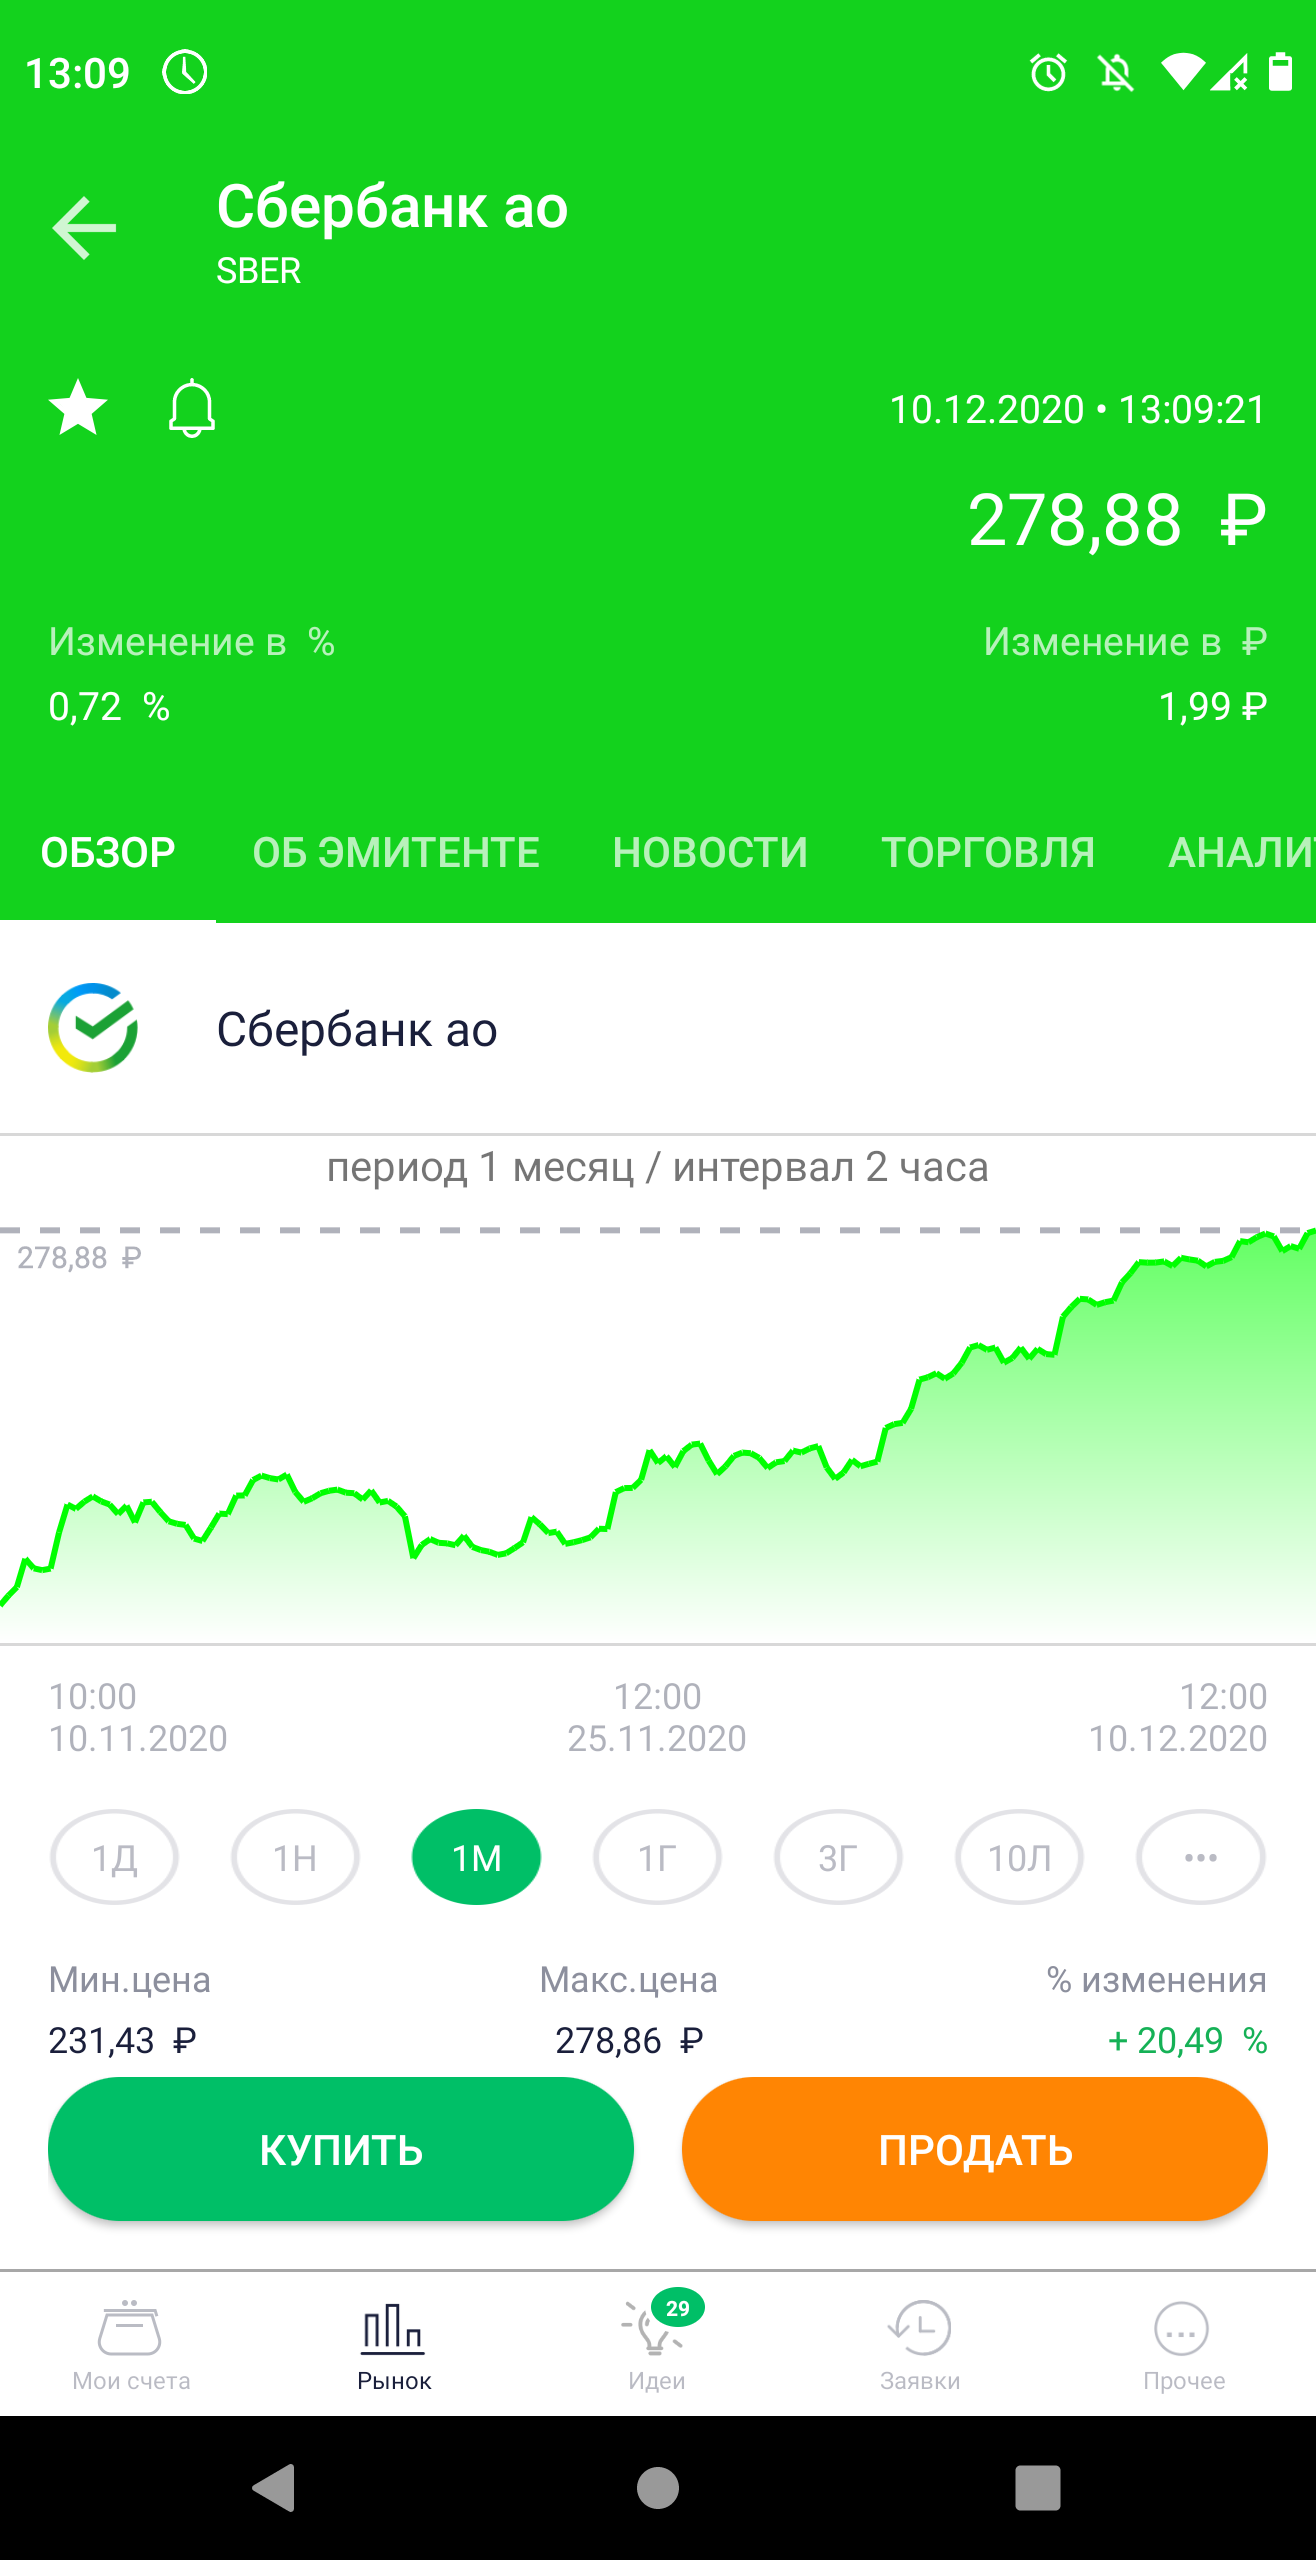 13:09
Сбербанк ао
SBER
10.12.2020 • 13:09:21
278,88 ₽
Изменение в %
Изменение в ₽
0,72 %
1,99 ₽
ОБЗОР ОБ ЭМИТЕНТЕ НОВОСТИ ТОРГОВЛЯ АНАЛИ
Сбербанк ао
период 1 месяц / интервал 2 часа
278,88 ₽
10:00 12:00 12:00
10.11.2020 25.11.2020 10.12.2020
1Д 1Н 1М 1Г 3Г 10Л •••
Мин.цена Макс.цена % изменения
231,43 ₽ 278,86 ₽ + 20,49 %
КУПИТЬ ПРОДАТЬ
29
Мои счета Рынок Идеи Заявки Прочее